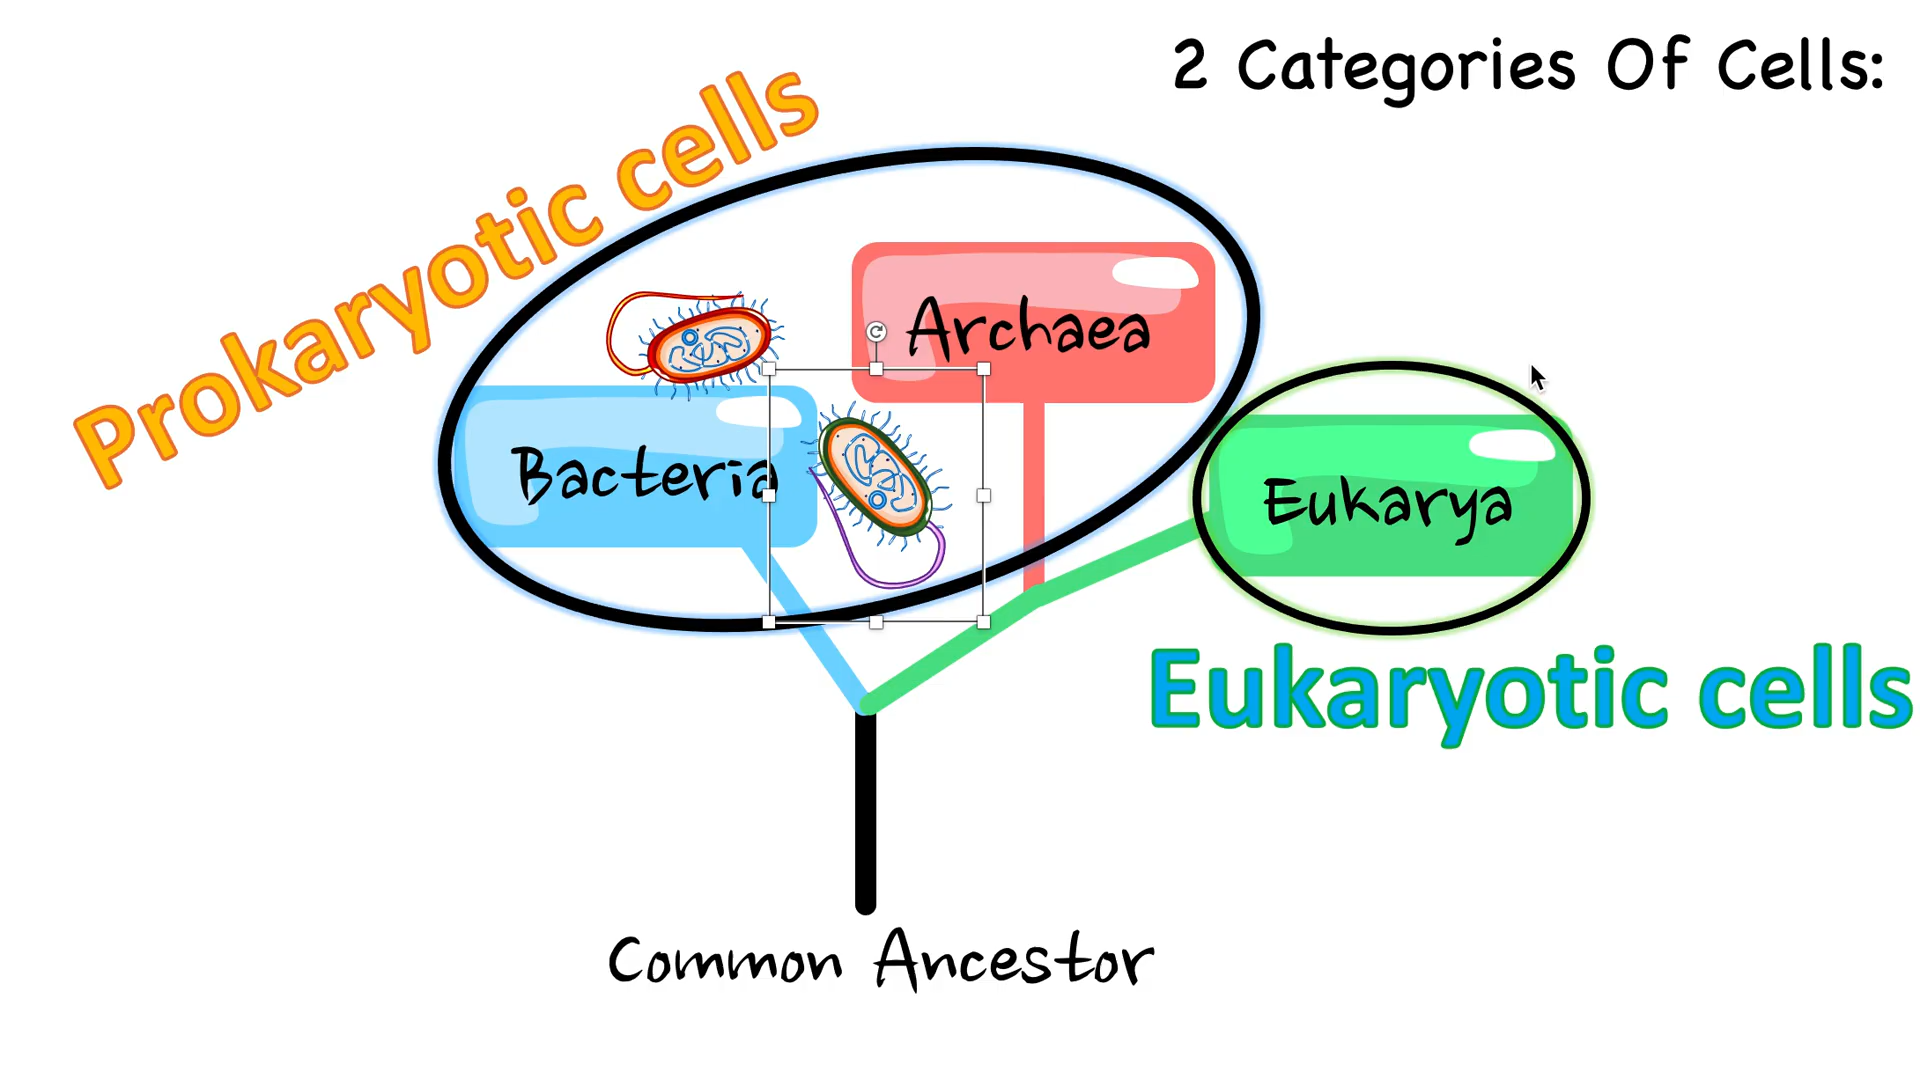 2 Categories Of Cells:
Prokaryotic cells
Archaea
Bacteria
Eukarya
Eukaryotic cells
Common Ancestor